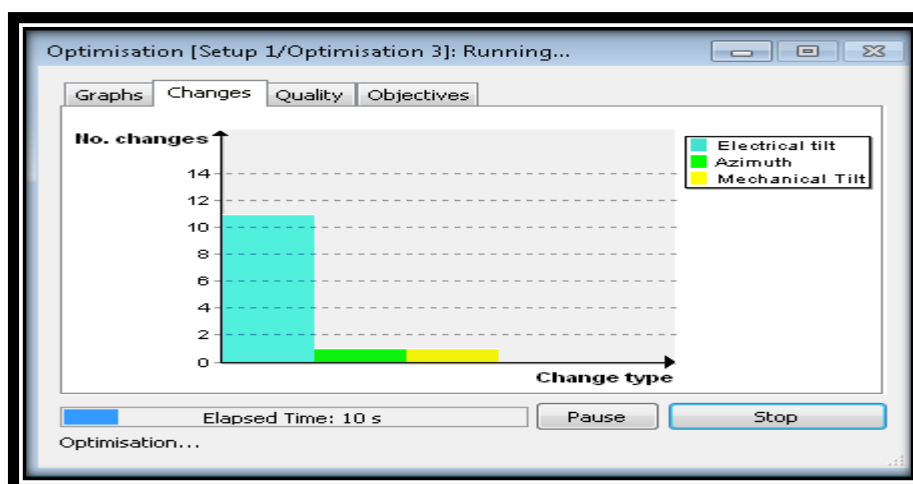 Optimisation [Setup 1/Optimisation 3]: Running...
Graphs Changes Quality Objectives
No. changes
Electrical tilt
Azimuth
Mechanical Tilt
14
12
10
8
6
4
2
0
Change type
Elapsed Time: 10 s Pause Stop
Optimisation...